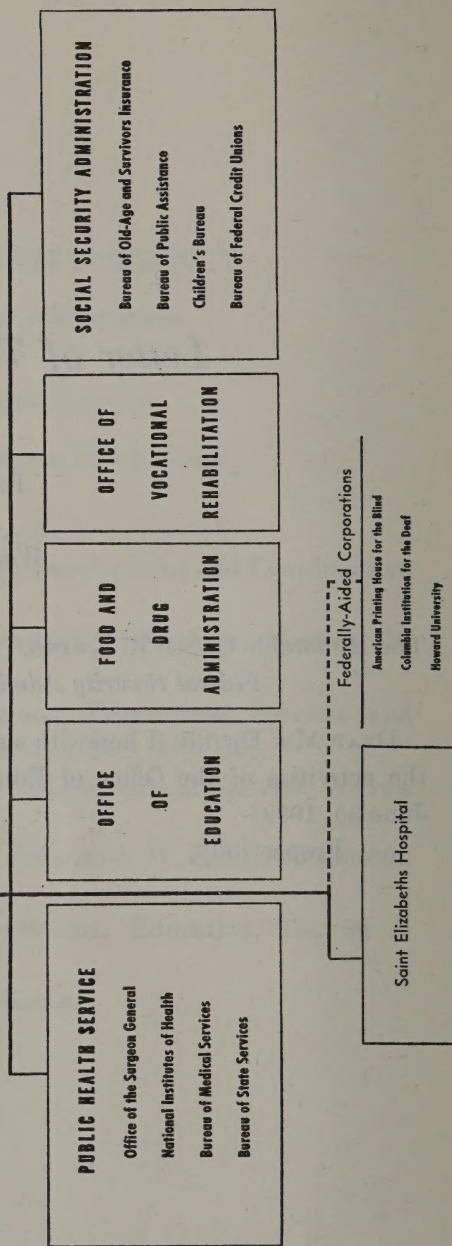 PUBLIC HEALTH SERVICE
Office of the Surgeon General
National Institutes of Health
Bureau of Medical Services
Bureau of State Services
OFFICE
OF
EDUCATION
FOOD AND
DRUG
ADMINISTRATION
OFFICE OF
VOCATIONAL
REHABILITATION
SOCIAL SECURITY ADMINISTRATION
Bureau of Old-Age and Survivors Insurance
Bureau of Public Assistance
Children's Bureau
Bureau of Federal Credit Unions
Saint Elizabeths Hospital
Federally-Aided Corporations
American Printing House for the Blind
Columbia Institution for the Deaf
Howard University